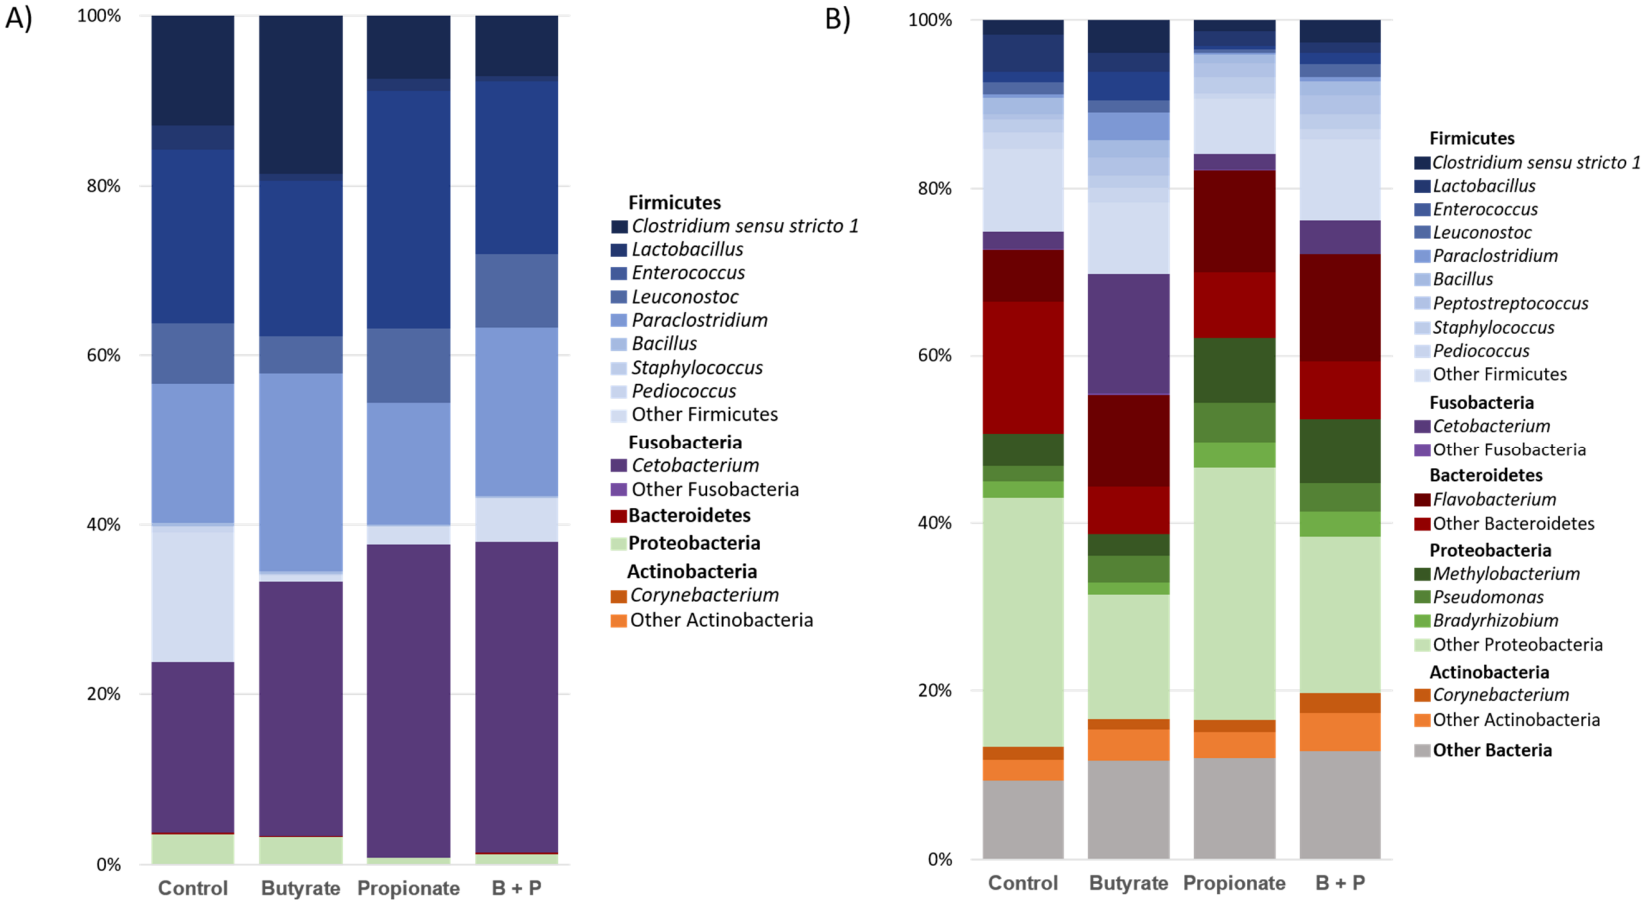 A)
100%
80%
60%
40%
20%
0%
Control Butyrate Propionate B + P
Firmicutes
Clostridium sensu stricto 1
Lactobacillus
Enterococcus
Leuconostoc
Paraclostridium
Bacillus
Staphylococcus
Pediococcus
Other Firmicutes
Fusobacteria
Cetobacterium
Other Fusobacteria
Bacteroidetes
Proteobacteria
Actinobacteria
Corynebacterium
Other Actinobacteria
B)
100%
80%
60%
40%
20%
0%
Control Butyrate Propionate B + P
Firmicutes
Clostridium sensu stricto 1
Lactobacillus
Enterococcus
Leuconostoc
Paraclostridium
Bacillus
Peptostreptococcus
Staphylococcus
Pediococcus
Other Firmicutes
Fusobacteria
Cetobacterium
Other Fusobacteria
Bacteroidetes
Flavobacterium
Other Bacteroidetes
Proteobacteria
Methylobacterium
Pseudomonas
Bradyrhizobium
Other Proteobacteria
Actinobacteria
Corynebacterium
Other Actinobacteria
Other Bacteria